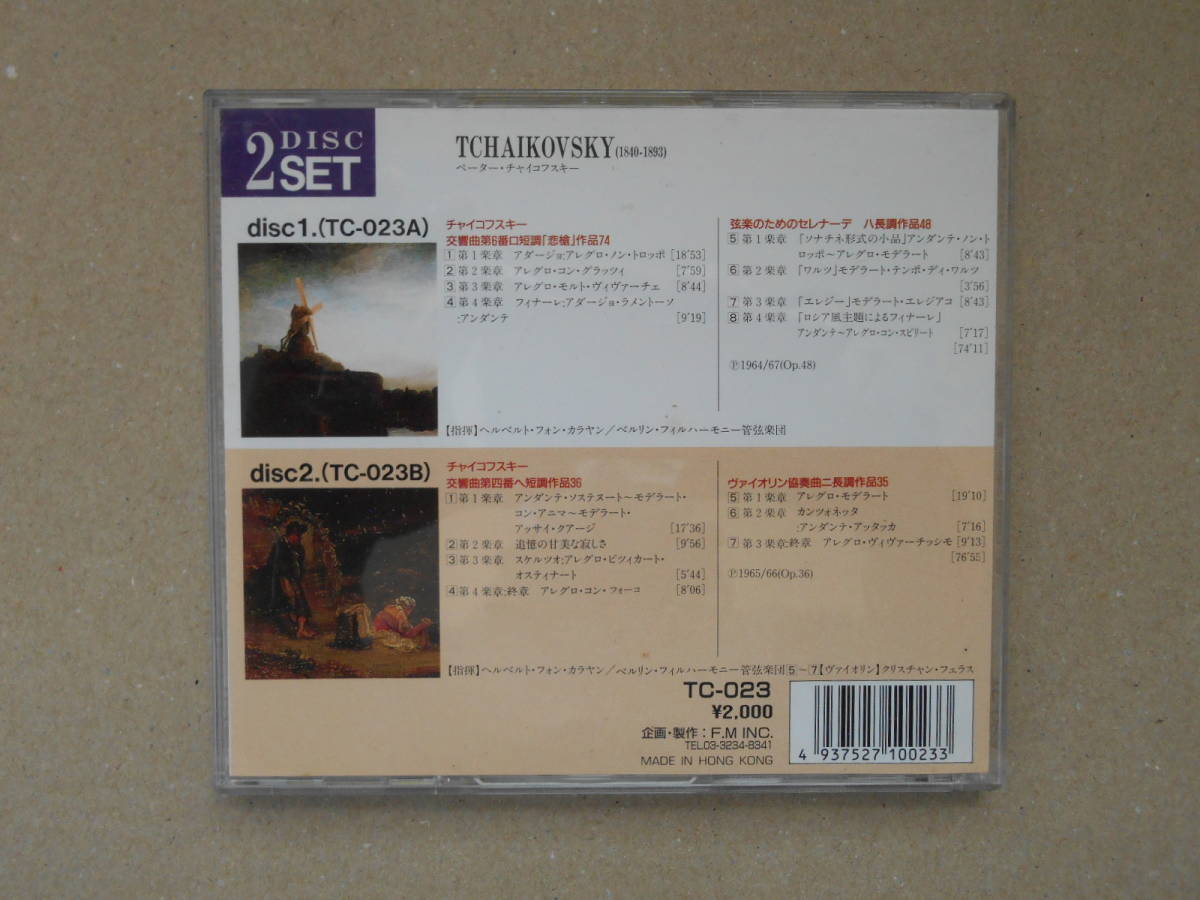 2 DISC
SET
TCHAIKOVSKY(1840-1893)
ペーター・チャイコフスキー
disc1.(TC-023A)
チャイコフスキー
交響曲第6番ロ短調「悲槍」作品74
1 第1楽章 アダージョ:アレグロ・ノン・トロッポ [18'53]
2 第2楽章 アレグロ・コン・グラッツィ [7'59]
3 第3楽章 アレグロ・モルト・ヴィヴァーチェ [8'44]
4 第4楽章 フィナーレ:アダージョ・ラメントーソ
:アンダンテ [9'19]
弦楽のためのセレナーデ ハ長調作品48
5 第1楽章 「ソナチネ形式の小品」アンダンテ・ノン・ト
ロッポ〜アレグロ・モデラート [8'43]
6 第2楽章 「ワルツ」モデラート・テンポ・ディ・ワルツ
[3'56]
7 第3楽章 「エレジー」モデラート・エレジアコ [8'43]
8 第4楽章 「ロシア風主題によるフィナーレ」
アンダンテ〜アレグロ・コン・スピリート [7'17]
[74'11]
Ⓟ1964/67(Op.48)
【指揮】ヘルベルト・フォン・カラヤン/ベルリン・フィルハーモニー管弦楽団
disc2.(TC-023B)
チャイコフスキー
交響曲第四番ヘ短調作品36
1 第1楽章 アンダンテ・ソステヌート〜モデラート・
コン・アニマ〜モデラート・
アッサイ・クアージ [17'36]
2 第2楽章 追憶の甘美な寂しさ [9'56]
3 第3楽章 スケルツオ:アレグロ・ピツィカート・
オスティナート [5'44]
4 第4楽章:終章 アレグロ・コン・フォーコ [8'06]
ヴァイオリン協奏曲ニ長調作品35
5 第1楽章 アレグロ・モデラート [19'10]
6 第2楽章 カンツォネッタ
:アンダンテ・アッタッカ [7'16]
7 第3楽章:終章 アレグロ・ヴィヴァーチッシモ [9'13]
[76'55]
Ⓟ1965/66(Op.36)
【指揮】ヘルベルト・フォン・カラヤン/ベルリン・フィルハーモニー管弦楽団 5〜7【ヴァイオリン】クリスチャン・フェラス
TC-023
¥2,000
企画・製作:F.M INC.
TEL.03-3234-8341
MADE IN HONG KONG
4 937527 100233